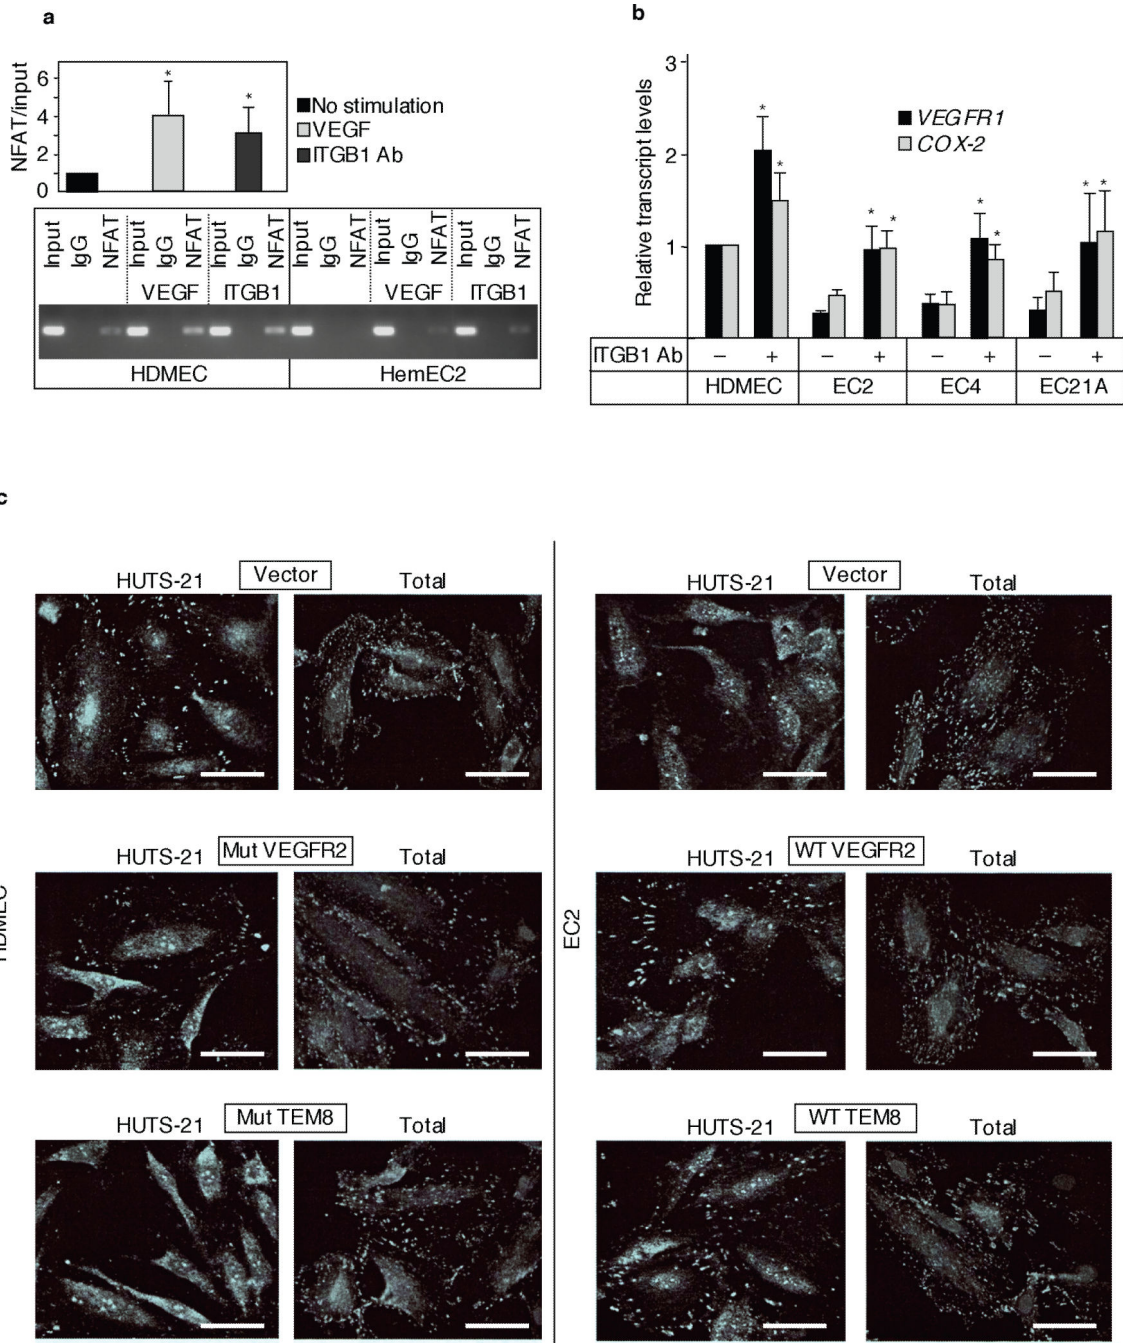 a
NFAT/input
6
4
2
0
*
*
No stimulation
VEGF
ITGB1 Ab
Input
IgG
NFAT
Input
IgG
NFAT
Input
IgG
NFAT
Input
IgG
NFAT
Input
IgG
NFAT
Input
IgG
NFAT
VEGF
ITGB1
VEGF
ITGB1
HDMEC
HemEC2
b
Relative transcript levels
3
2
1
VEGFR1
COX-2
*
*
*
*
*
*
*
*
ITGB1 Ab
– + – + – + – +
HDMEC EC2 EC4 EC21A
c
HDMEC
HUTS-21 Vector Total
HUTS-21 Mut VEGFR2 Total
HUTS-21 Mut TEM8 Total
EC2
HUTS-21 Vector Total
HUTS-21 WT VEGFR2 Total
HUTS-21 WT TEM8 Total